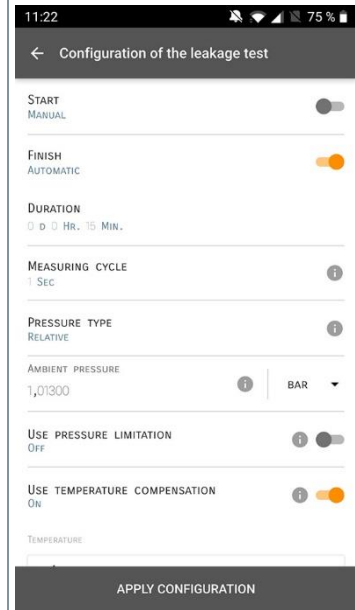 11:22
75 %
Configuration of the leakage test
START
MANUAL
FINISH
AUTOMATIC
DURATION
0 D 0 HR. 15 MIN.
MEASURING CYCLE
1 SEC
PRESSURE TYPE
RELATIVE
AMBIENT PRESSURE
1,01300
BAR
USE PRESSURE LIMITATION
OFF
USE TEMPERATURE COMPENSATION
ON
TEMPERATURE
APPLY CONFIGURATION